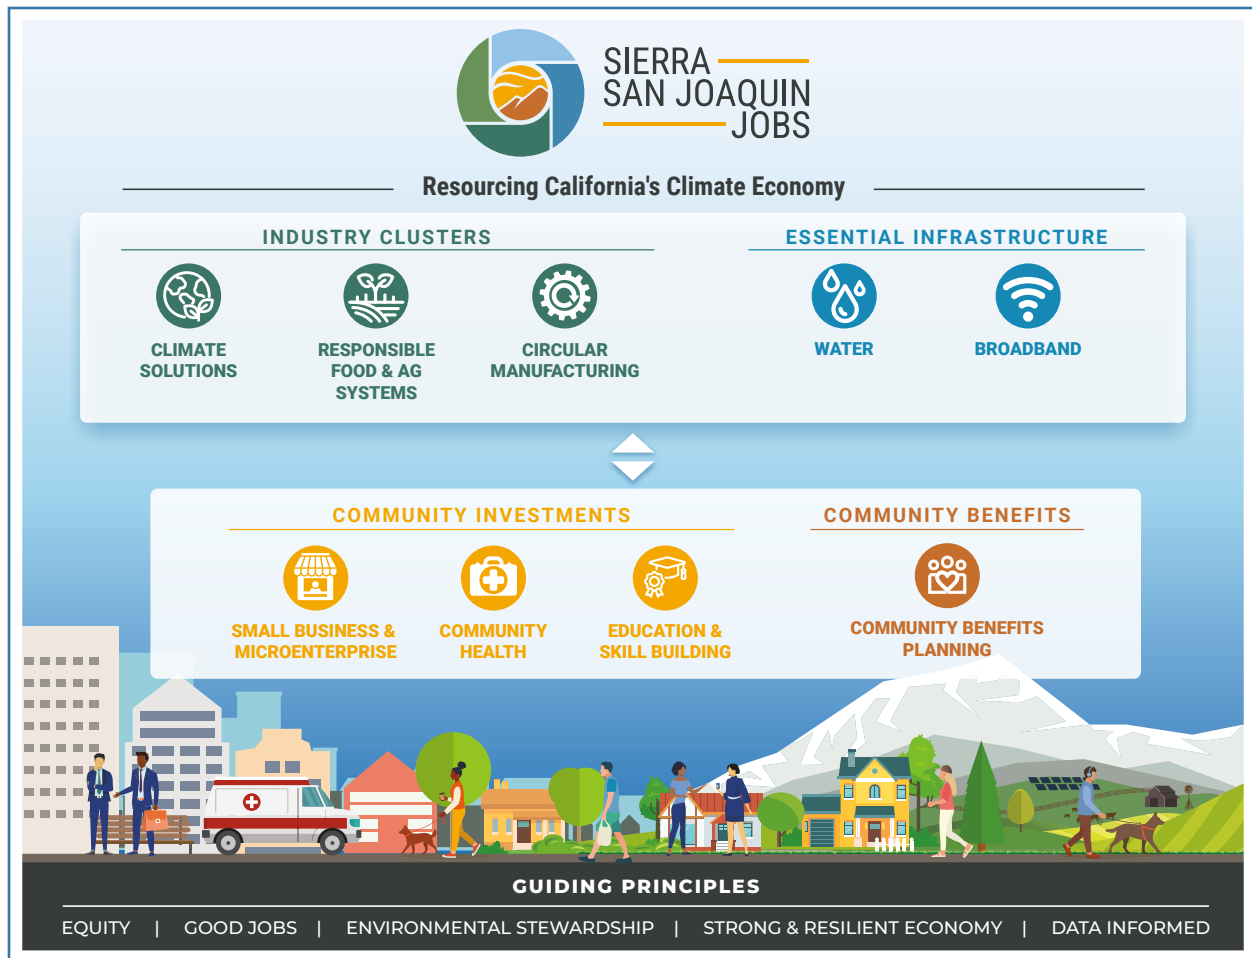 SIERRA
SAN JOAQUIN
JOBS
Resourcing California's Climate Economy
INDUSTRY CLUSTERS
CLIMATE
SOLUTIONS
RESPONSIBLE
FOOD & AG
SYSTEMS
CIRCULAR
MANUFACTURING
ESSENTIAL INFRASTRUCTURE
WATER
BROADBAND
COMMUNITY INVESTMENTS
SMALL BUSINESS &
MICROENTERPRISE
COMMUNITY
HEALTH
EDUCATION &
SKILL BUILDING
COMMUNITY BENEFITS
COMMUNITY BENEFITS
PLANNING
GUIDING PRINCIPLES
EQUITY | GOOD JOBS | ENVIRONMENTAL STEWARDSHIP | STRONG & RESILIENT ECONOMY | DATA INFORMED